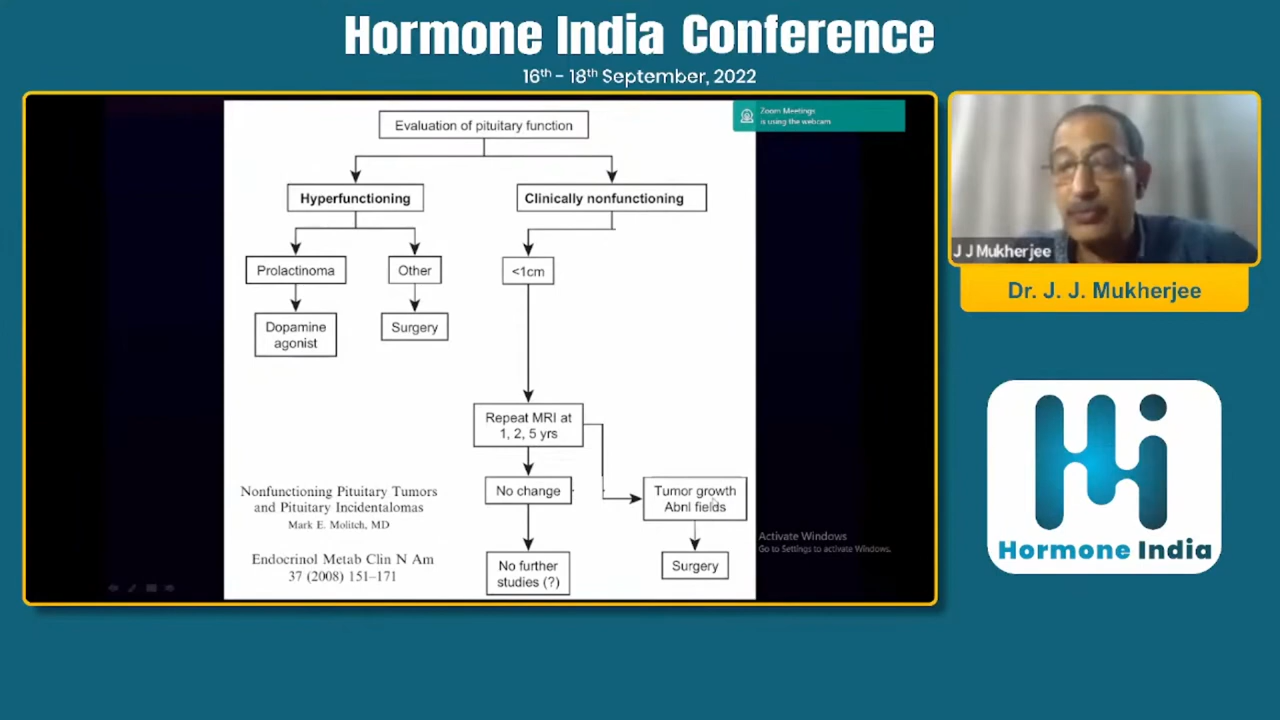 Hormone India Conference
16th - 18th September, 2022
Zoom Meetings
is using the webcam
Evaluation of pituitary function
Hyperfunctioning
Clinically nonfunctioning
Prolactinoma
Other
<1cm
Dopamine
agonist
Surgery
Repeat MRI at
1, 2, 5 yrs
No change
Tumor growth
Abnl fields
No further
studies (?)
Surgery
Nonfunctioning Pituitary Tumors
and Pituitary Incidentalomas
Mark E. Molitch, MD
Endocrinol Metab Clin N Am
37 (2008) 151–171
Activate Windows
Go to Settings to activate Windows.
J J Mukherjee
Dr. J. J. Mukherjee
Hi
Hormone India